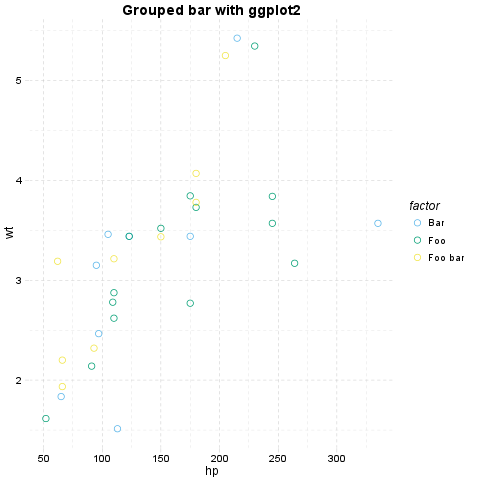 Grouped bar with ggplot2
wt
5
4
3
2
50 100 150 200 250 300
hp
factor
Bar
Foo
Foo bar